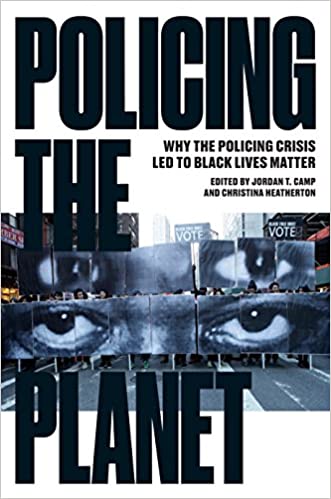 POLICING
THE
WHY THE POLICING CRISIS
LED TO BLACK LIVES MATTER
EDITED BY JORDAN T. CAMP
AND CHRISTINA HEATHERTON
VOTE
VOTE
PLANET